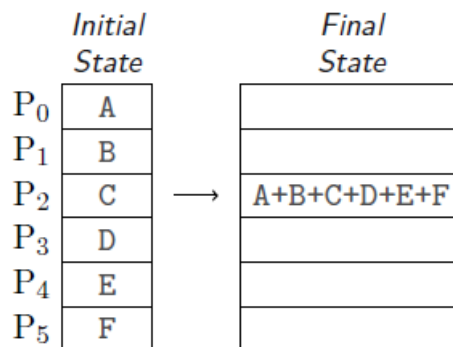 Initial State Final State
P0 A
P1 B
P2 C → A+B+C+D+E+F
P3 D
P4 E
P5 F